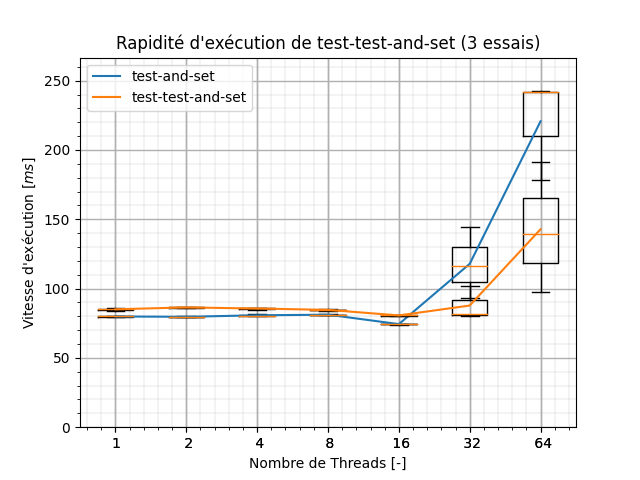 Rapidité d'exécution de test-test-and-set (3 essais)
test-and-set
test-test-and-set
250
200
150
100
50
0
Vitesse d'exécution [ms]
1 2 4 8 16 32 64
Nombre de Threads [-]